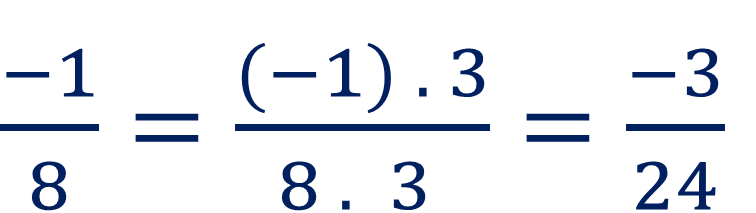 -1/8 = (-1) . 3/8 . 3 = -3/24